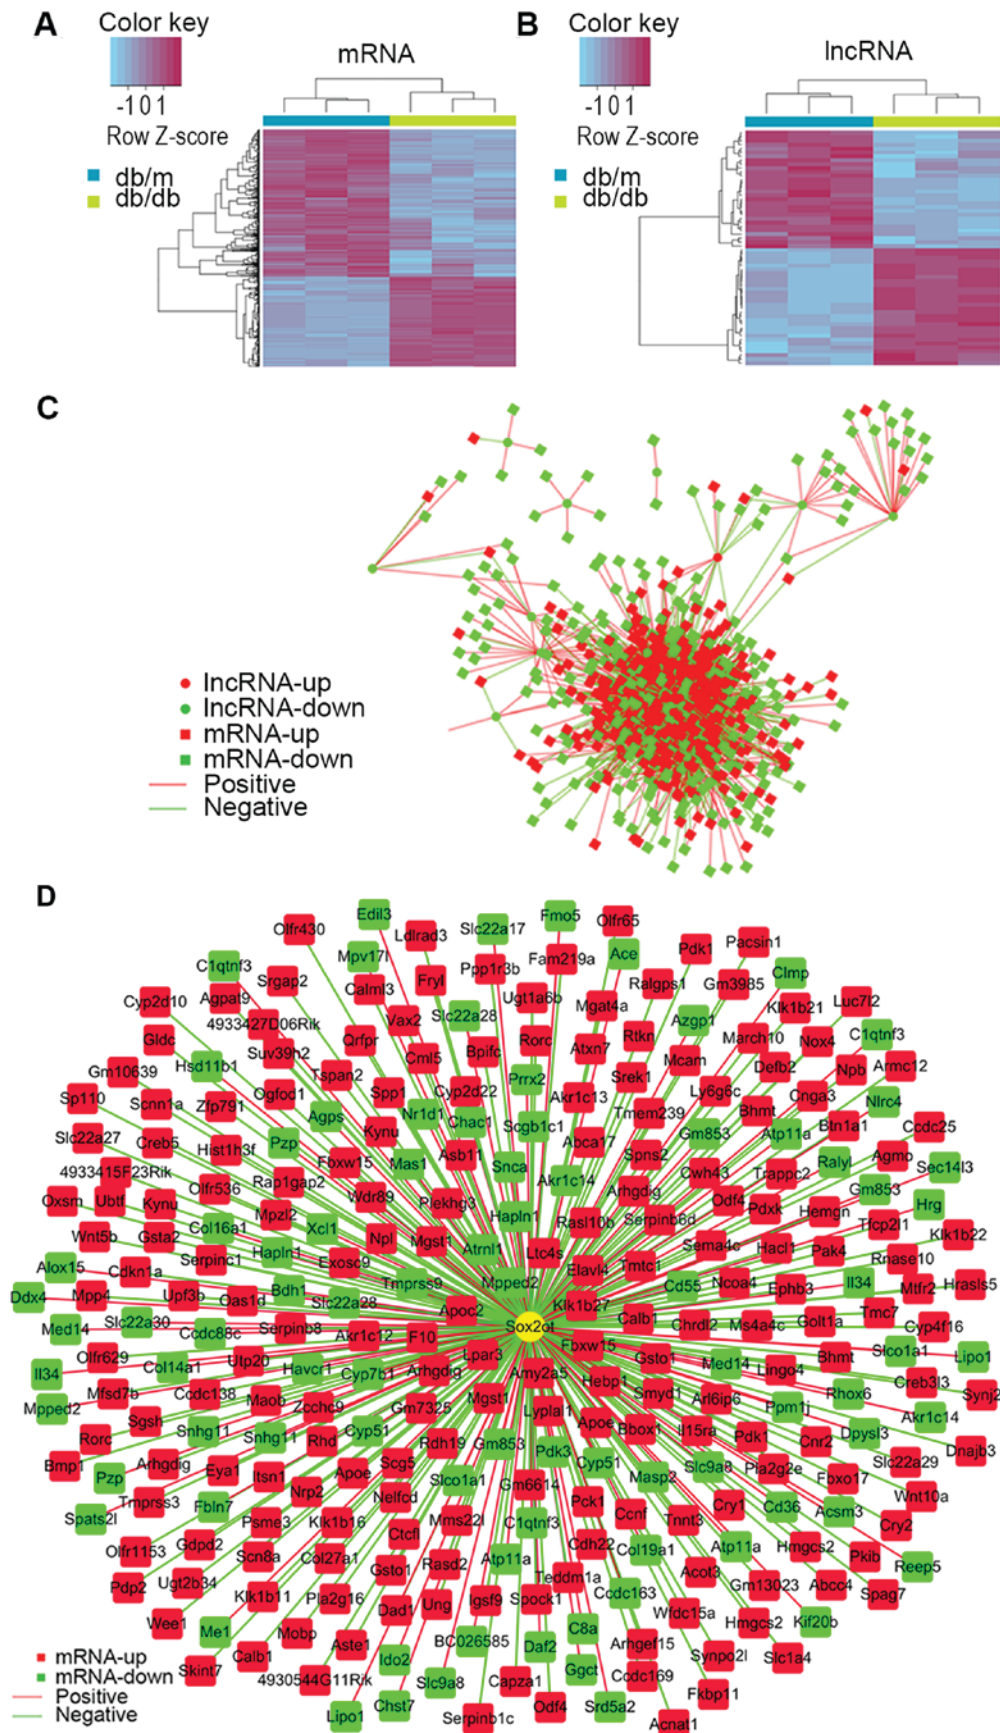 A
Color key
-101
Row Z-score
mRNA
db/m
db/db
B
Color key
-101
Row Z-score
lncRNA
db/m
db/db
C
lncRNA-up
lncRNA-down
mRNA-up
mRNA-down
Positive
Negative
D
Edil3
Fmo5
Olfr65
Olfr430
Ldlrad3
Slc22a17
Pdk1
Pacsin1
Mpv17l
Fam219a
Ace
C1qtnf3
Srgap2
Fryl
Ppp1r3b
Ralgps1
Gm3985
Clmp
Cyp2d10
Agpat9
Calml3
Ugt1a6b
Mgat4a
Klk1b21
Luc7l2
4933427D06Rik
Vax2
Slc22a28
Azgp1
Gldc
Qrfpr
Rorc
Atxn7
Rtkn
March10
Nox4
C1qtnf3
Hsd11b1
Suv39h2
Cml5
Bpifc
Mcam
Defb2
Npb
Armc12
Gm10639
Tspan2
Prrx2
Srek1
Sp110
Scnn1a
Zfp791
Ogfod1
Spp1
Cyp2d22
Akr1c13
Ly6g6c
Cnga3
Nlrc4
Agps
Nr1d1
Chac1
Scgb1c1
Tmem239
Bhmt
Btn1a1
Ccdc25
Slc22a27
Creb5
Hist1h3f
Pzp
Kynu
Abca17
Gm853
Atp11a
4933415F23Rik
Fbxw15
Mas1
Asb11
Snca
Spns2
Cwh43
Trappc2
Ralyl
Agmo
Sec14l3
Oxsm
Ubtf
Kynu
Olfr536
Rap1gap2
Wdr89
Plekhg3
Akr1c14
Arhgdig
Odf4
Pdxk
Gm853
Hrg
Wnt5b
Gsta2
Col16a1
Mpzl2
Xcl1
Npl
Mgst1
Hapln1
Rasl10b
Serpinb6d
Hemgn
Tfcp2l1
Klk1b22
Alox15
Cdkn1a
Serpinc1
Hapln1
Exosc9
Atrnl1
Ltc4s
Elavl4
Tmtc1
Sema4c
Hacl1
Pak4
Rnase10
Ddx4
Mpp4
Upf3b
Oas1d
Bdh1
Slc22a28
Tmprss9
Mpped2
Cd55
Ncoa4
Ephb3
Il34
Mtfr2
Hrasls5
Med14
Slc22a30
Ccdc88c
Serpinb8
Akr1c12
F10
Apoc2
Sox2ot
Klk1b27
Calb1
Chrdl2
Ms4a4c
Golt1a
Tmc7
Cyp4f16
Il34
Olfr629
Col14a1
Utp20
Havcr1
Cyp7b1
Arhgdig
Lpar3
Fbxw15
Gsto1
Med14
Lingo4
Bhmt
Slco1a1
Lipo1
Mpped2
Mfsd7b
Ccdc138
Maob
Zcchc9
Gm7325
Mgst1
Amy2a5
Hebp1
Smyd1
Arl6ip6
Ppm1j
Rhox6
Creb3l3
Synj2
Rorc
Sgsh
Snhg11
Snhg11
Rhd
Cyp51
Rdh19
Gm853
Lyplal1
Apoe
Bbox1
Il15ra
Pdk1
Cnr2
Dpysl3
Akr1c14
Dnajb3
Bmp1
Pzp
Arhgdig
Eya1
Itsn1
Apoe
Scg5
Pdk3
Cyp51
Masp2
Slc9a8
Pla2g2e
Fbxo17
Slc22a29
Spats2l
Tmprss3
Fbln7
Nrp2
Nelfcd
Slco1a1
Gm6614
Pck1
Ccnf
Tnnt3
Cry1
Cd36
Acsm3
Wnt10a
Olfr1153
Gdpd2
Psme3
Klk1b16
Ctcfl
Mms22l
C1qtnf3
Cdh22
Col19a1
Atp11a
Hmgcs2
Cry2
Pdp2
Ugt2b34
Scn8a
Col27a1
Gsto1
Rasd2
Atp11a
Teddm1a
Ccdc163
Acot3
Gm13023
Abcc4
Pkib
Reep5
Wee1
Klk1b11
Pla2g16
Dad1
Ung
Igsf9
Spock1
Wfdc15a
Hmgcs2
Kif20b
Spag7
Me1
Mobp
Aste1
BC026585
Daf2
C8a
Arhgef15
Synpo2l
Slc1a4
Skint7
Calb1
4930544G11Rik
Ido2
Slc9a8
Capza1
Ggct
Ccdc169
Fkbp11
Lipo1
Chst7
Serpinb1c
Odf4
Srd5a2
Acnat1
mRNA-up
mRNA-down
Positive
Negative